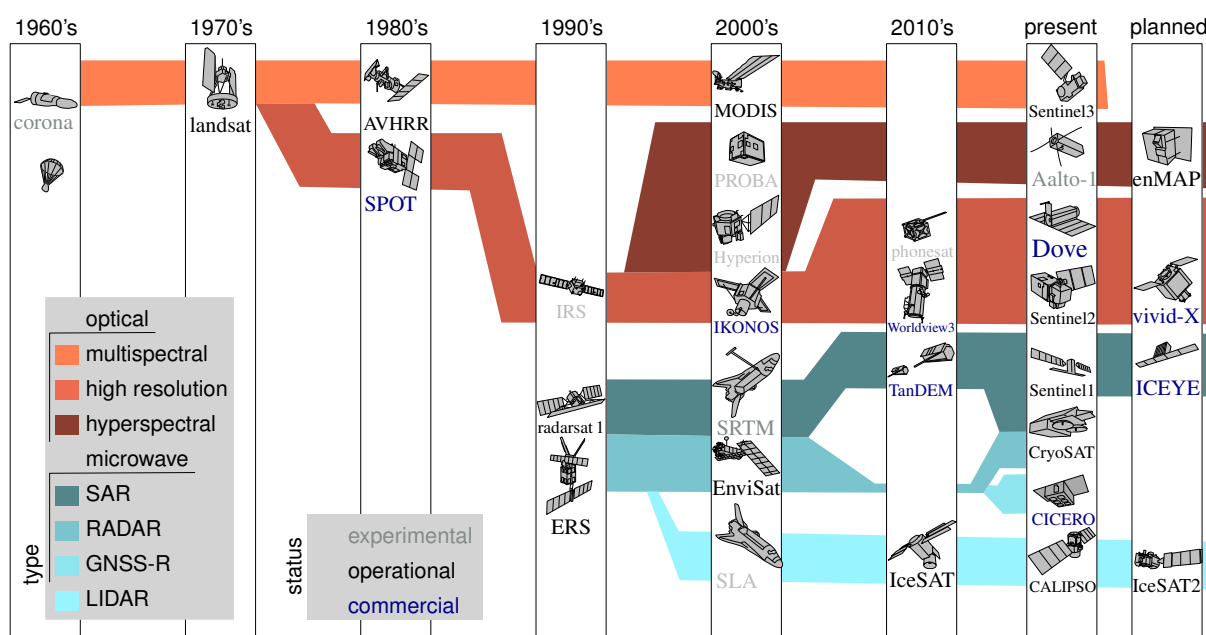 1960's 1970's 1980's 1990's 2000's 2010's present planned
corona
landsat
AVHRR
SPOT
IRS
radarsat 1
ERS
MODIS
PROBA
Hyperion
IKONOS
SRTM
EnviSat
SLA
phonesat
Worldview3
TanDEM
IceSAT
Sentinel3
Aalto-1
Dove
Sentinel2
Sentinel1
CryoSAT
CICERO
CALIPSO
enMAP
vivid-X
ICEYE
IceSAT2
type
optical
multispectral
high resolution
hyperspectral
microwave
SAR
RADAR
GNSS-R
LIDAR
status
experimental
operational
commercial